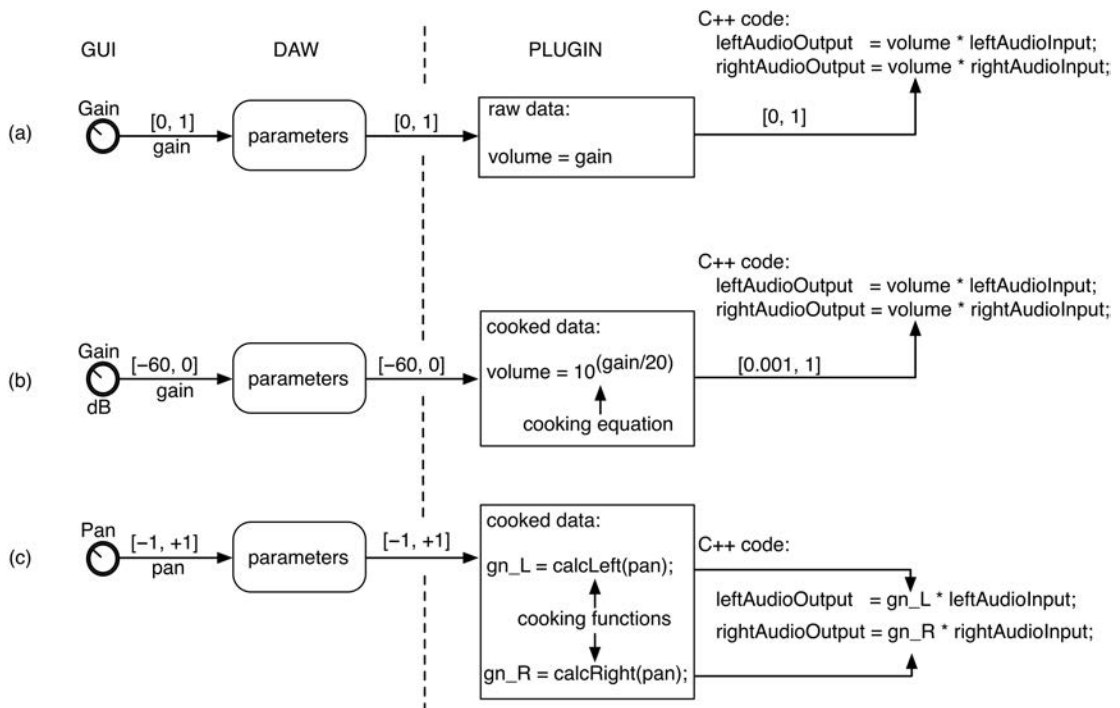 GUI DAW PLUGIN
C++ code:
leftAudioOutput = volume * leftAudioInput;
rightAudioOutput = volume * rightAudioInput;
(a)
Gain
[0, 1]
gain
parameters
[0, 1]
raw data:
volume = gain
[0, 1]
C++ code:
leftAudioOutput = volume * leftAudioInput;
rightAudioOutput = volume * rightAudioInput;
(b)
Gain
dB
[−60, 0]
gain
parameters
[−60, 0]
cooked data:
volume = 10^(gain/20)
cooking equation
[0.001, 1]
(c)
Pan
[−1, +1]
pan
parameters
[−1, +1]
cooked data:
gn_L = calcLeft(pan);
cooking functions
gn_R = calcRight(pan);
C++ code:
leftAudioOutput = gn_L * leftAudioInput;
rightAudioOutput = gn_R * rightAudioInput;